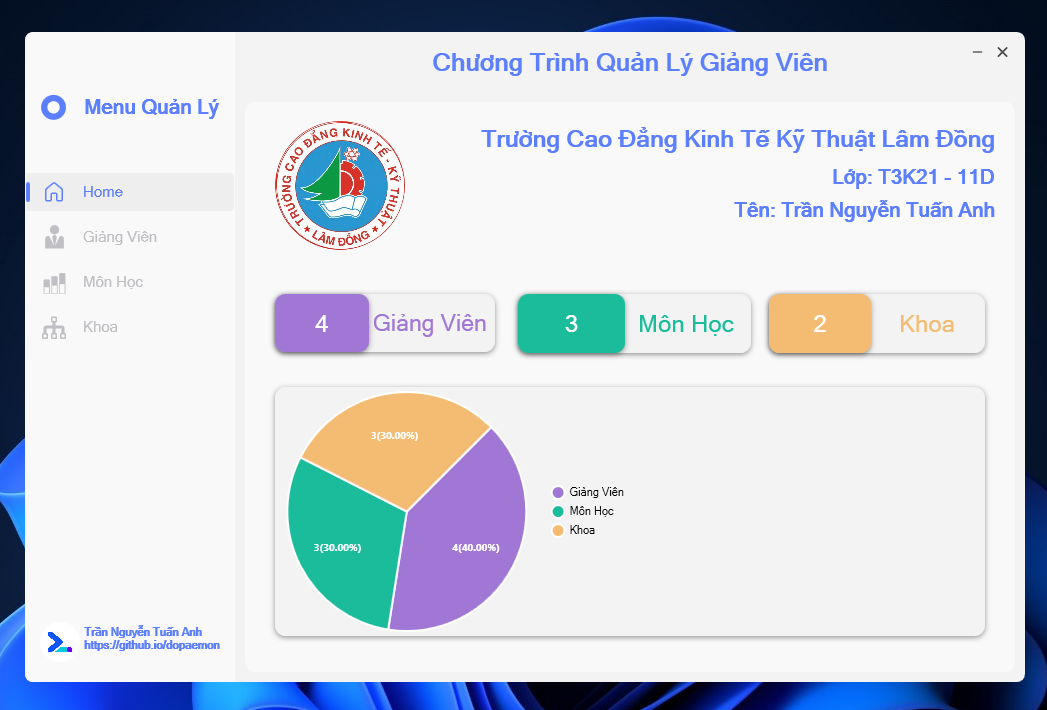 Chương Trình Quản Lý Giảng Viên
Menu Quản Lý
Home
Giảng Viên
Môn Học
Khoa
Trần Nguyễn Tuấn Anh
https://github.io/dopaemon
TRƯỜNG CAO ĐẲNG KINH TẾ - KỸ THUẬT
★ LÂM ĐỒNG ★
Trường Cao Đẳng Kinh Tế Kỹ Thuật Lâm Đồng
Lớp: T3K21 - 11D
Tên: Trần Nguyễn Tuấn Anh
4 Giảng Viên
3 Môn Học
2 Khoa
3(30.00%)
3(30.00%)
4(40.00%)
Giảng Viên
Môn Học
Khoa